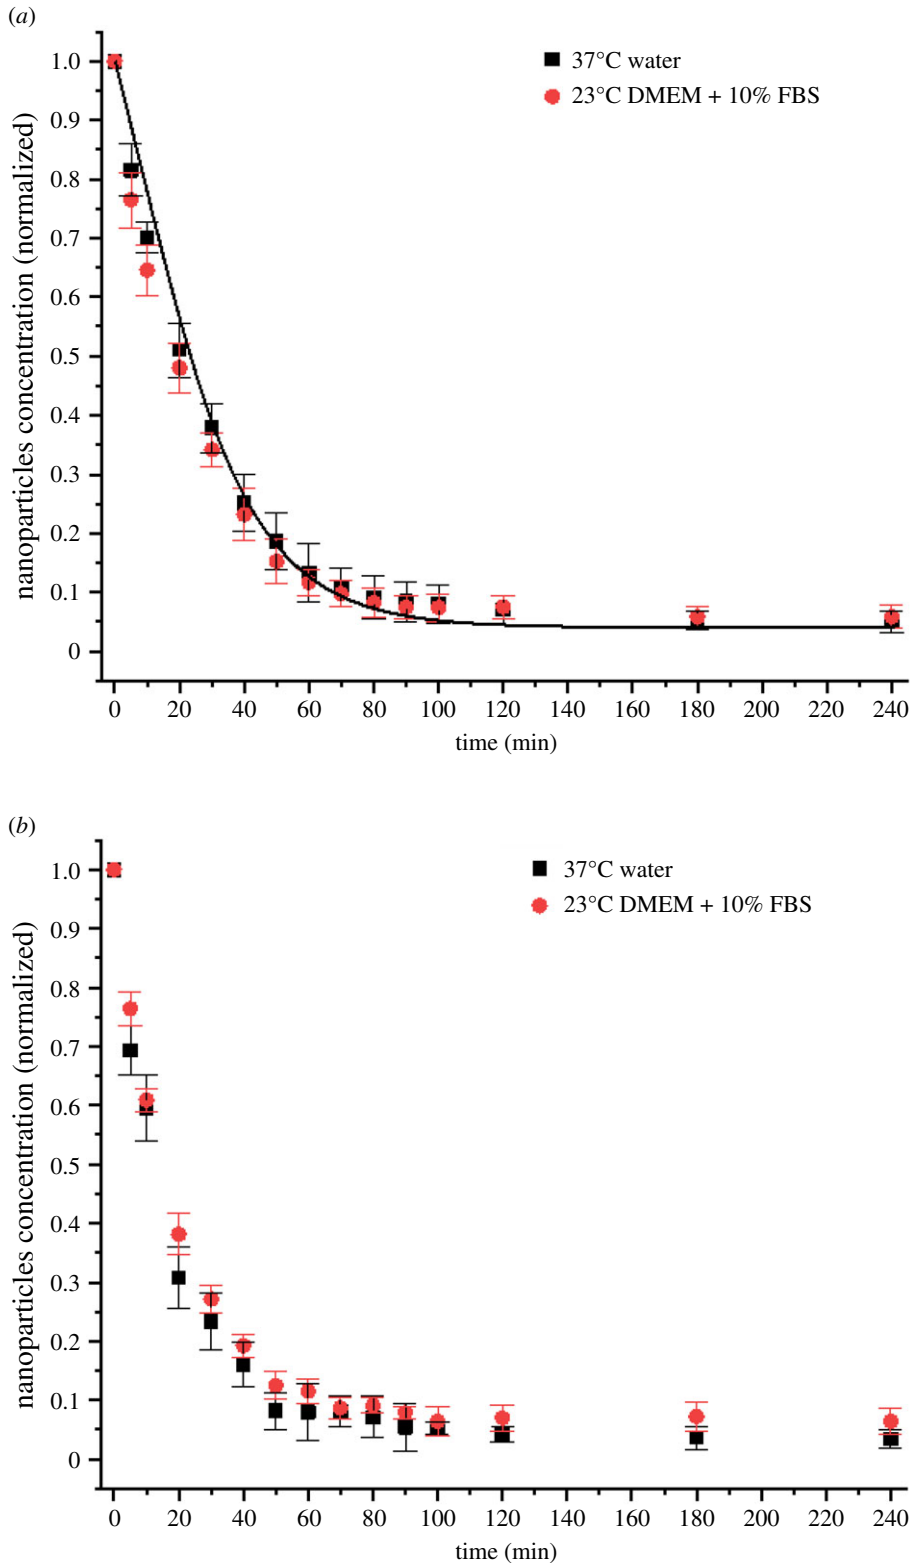 (a)
37°C water
23°C DMEM + 10% FBS
nanoparticles concentration (normalized)
1.0
0.9
0.8
0.7
0.6
0.5
0.4
0.3
0.2
0.1
0
0 20 40 60 80 100 120 140 160 180 200 220 240
time (min)
(b)
37°C water
23°C DMEM + 10% FBS
nanoparticles concentration (normalized)
1.0
0.9
0.8
0.7
0.6
0.5
0.4
0.3
0.2
0.1
0
0 20 40 60 80 100 120 140 160 180 200 220 240
time (min)